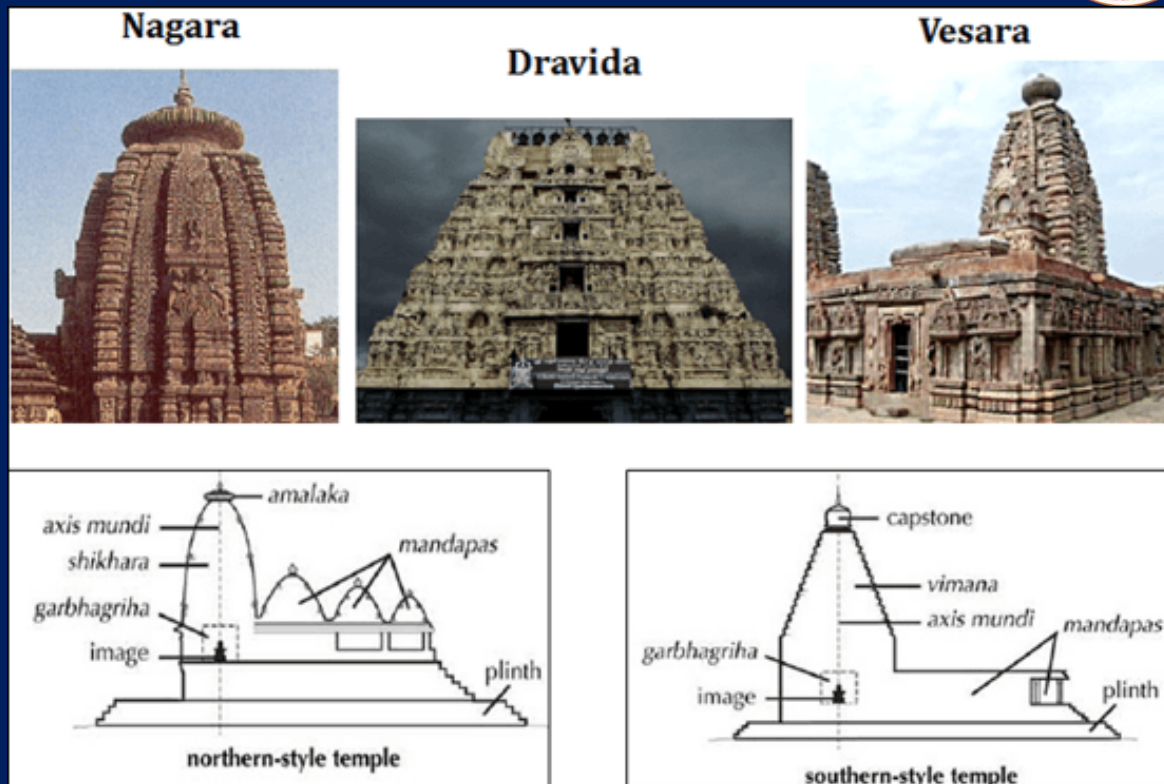 Nagara
Dravida
Vesara
amalaka
axis mundi
shikhara
mandapas
garbhagriha
image
plinth
northern-style temple
capstone
vimana
axis mundi
mandapas
garbhagriha
image
plinth
southern-style temple